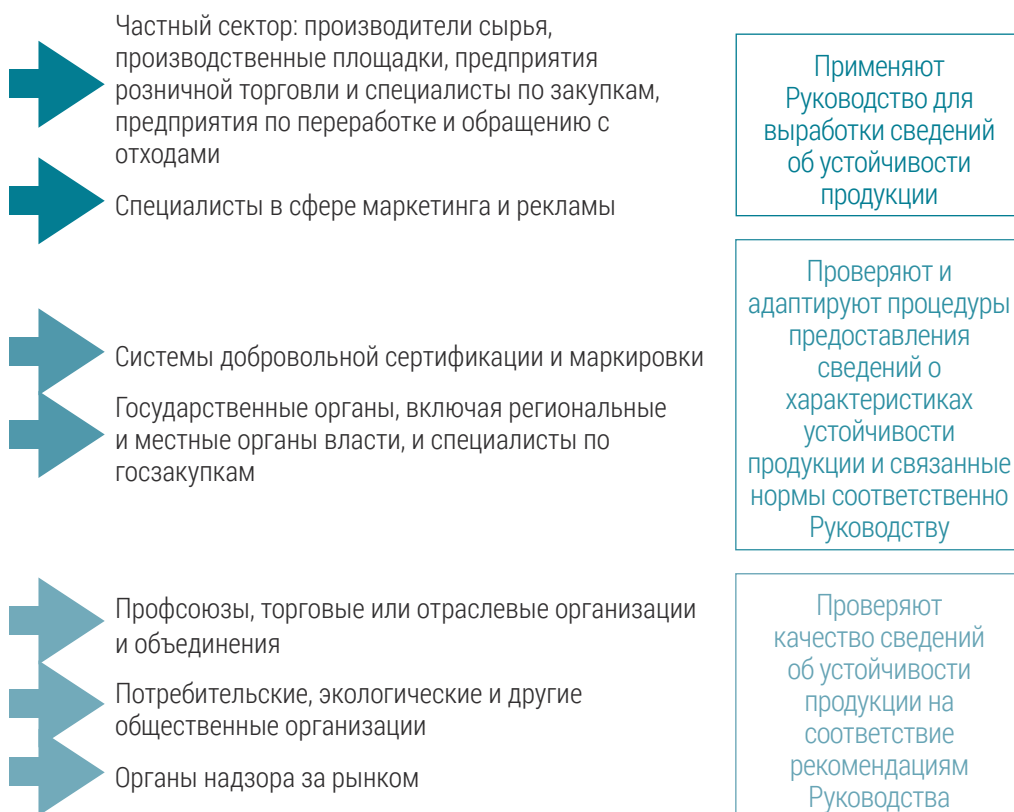 Частный сектор: производители сырья,
производственные площадки, предприятия
розничной торговли и специалисты по закупкам,
предприятия по переработке и обращению с
отходами
Специалисты в сфере маркетинга и рекламы
Применяют
Руководство для
выработки сведений
об устойчивости
продукции
Системы добровольной сертификации и маркировки
Государственные органы, включая региональные
и местные органы власти, и специалисты по
госзакупкам
Проверяют и
адаптируют процедуры
предоставления
сведений о
характеристиках
устойчивости
продукции и связанные
нормы соответственно
Руководству
Профсоюзы, торговые или отраслевые организации
и объединения
Потребительские, экологические и другие
общественные организации
Органы надзора за рынком
Проверяют
качество сведений
об устойчивости
продукции на
соответствие
рекомендациям
Руководства